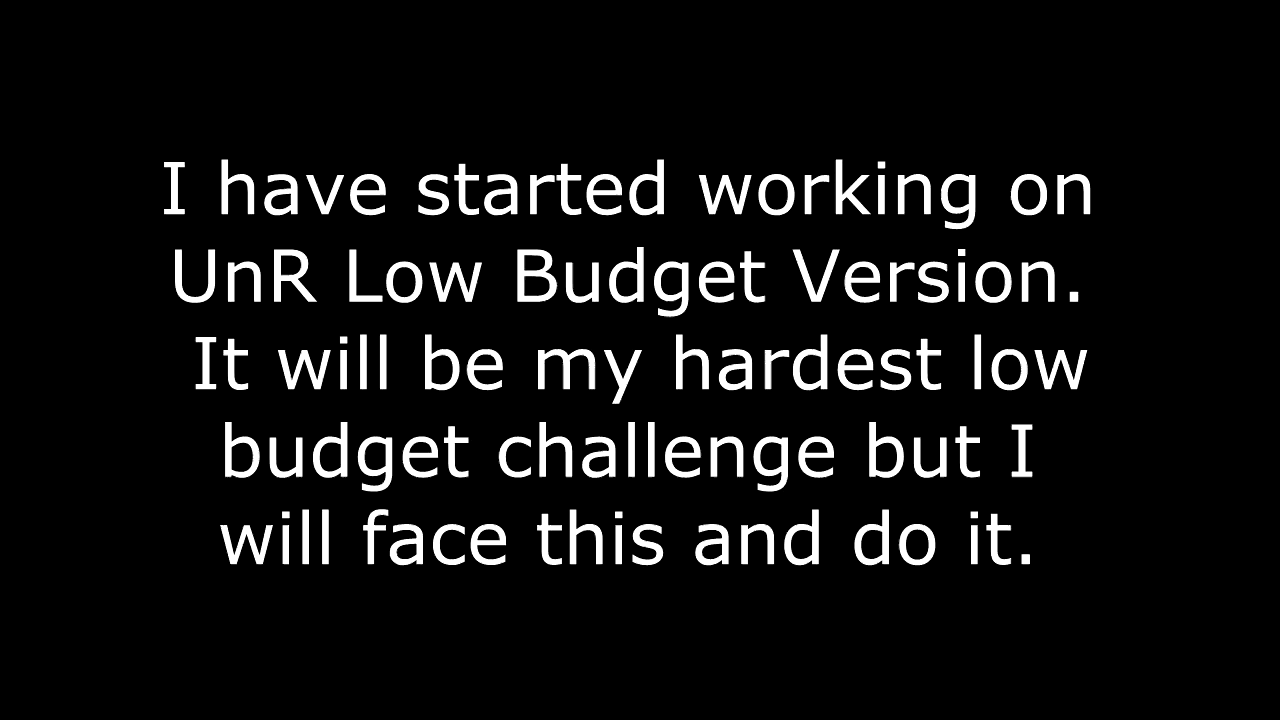 I have started working on
UnR Low Budget Version.
It will be my hardest low
budget challenge but I
will face this and do it.